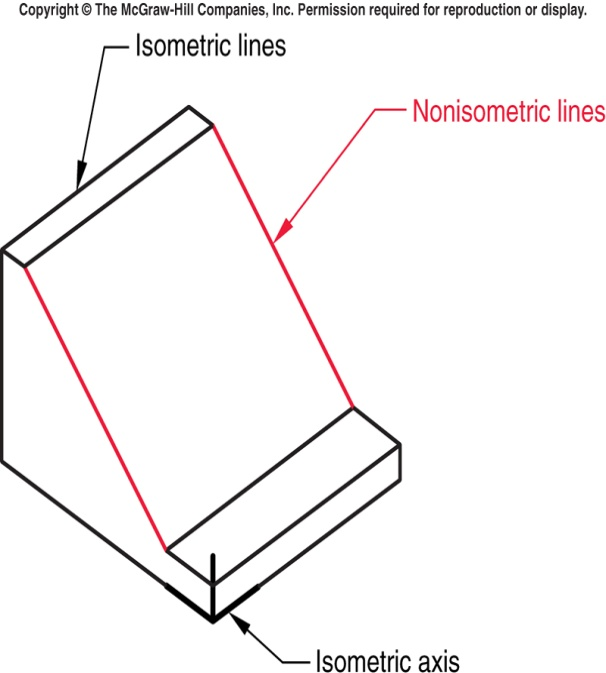 Copyright © The McGraw-Hill Companies, Inc. Permission required for reproduction or display.
Isometric lines
Nonisometric lines
Isometric axis